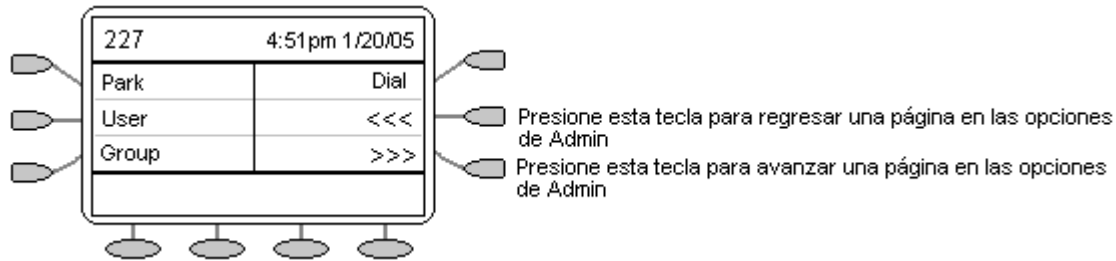 227 4:51pm 1/20/05
Park Dial
User <<<
Group >>>
Presione esta tecla para regresar una página en las opciones
de Admin
Presione esta tecla para avanzar una página en las opciones
de Admin